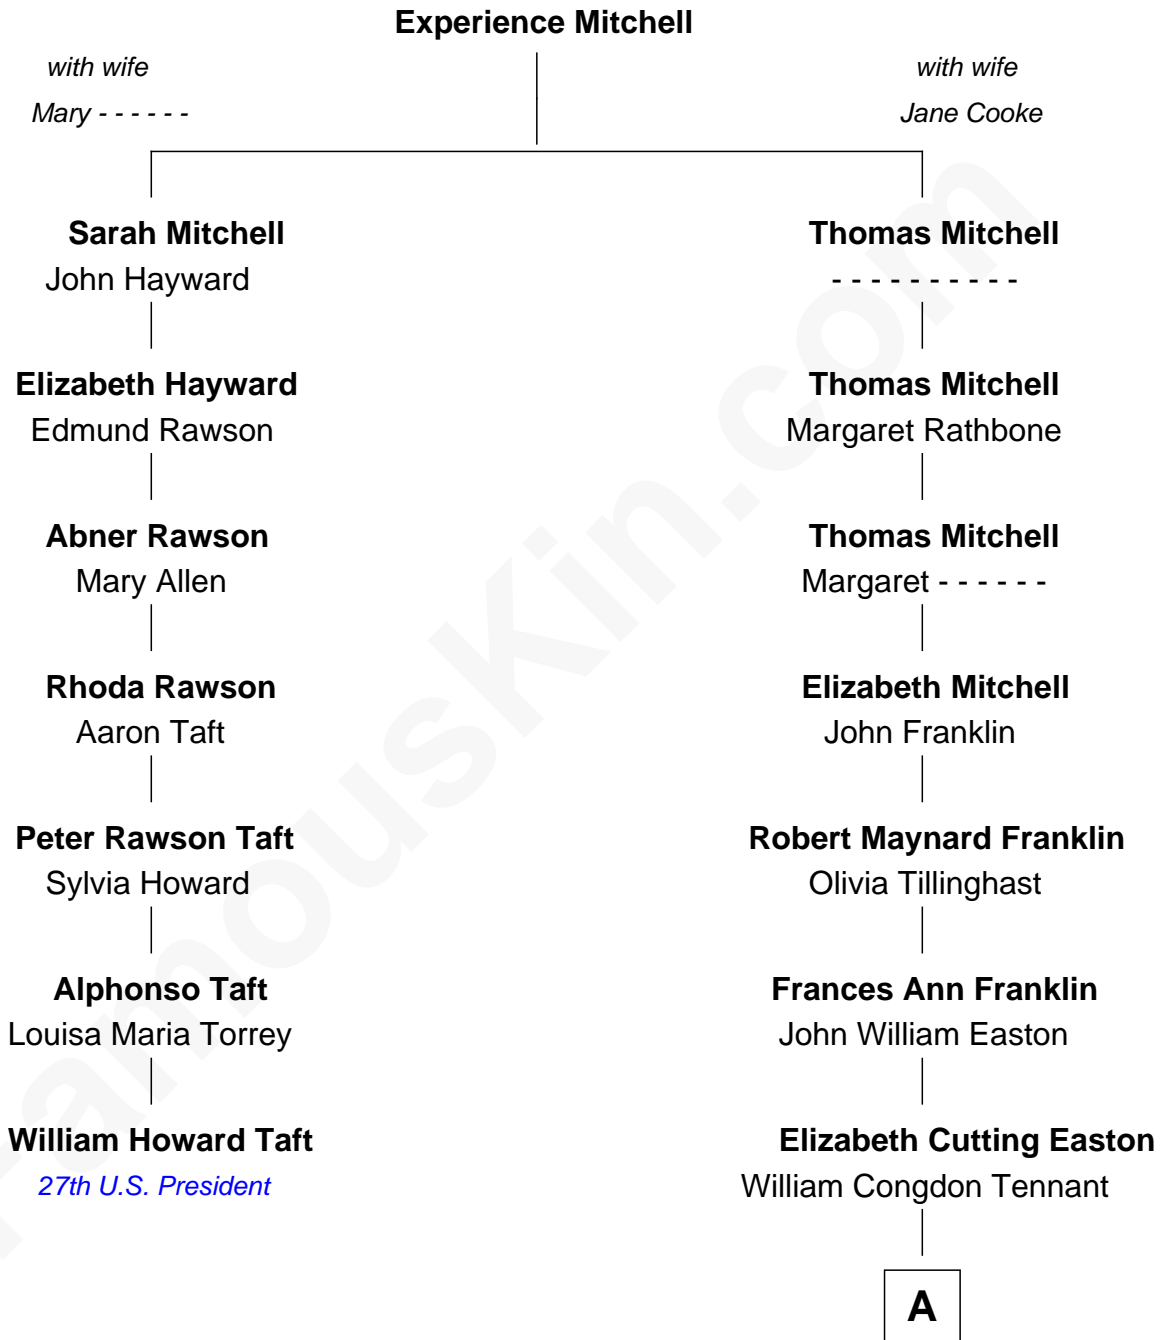 Experience Mitchell
with wife
Mary - - - - - -
with wife
Jane Cooke
Sarah Mitchell
John Hayward
Thomas Mitchell
- - - - - - - - - -
Elizabeth Hayward
Edmund Rawson
Thomas Mitchell
Margaret Rathbone
Abner Rawson
Mary Allen
Thomas Mitchell
Margaret - - - - - -
Rhoda Rawson
Aaron Taft
Elizabeth Mitchell
John Franklin
Peter Rawson Taft
Sylvia Howard
Robert Maynard Franklin
Olivia Tillinghast
Alphonso Taft
Louisa Maria Torrey
Frances Ann Franklin
John William Easton
William Howard Taft
27th U.S. President
Elizabeth Cutting Easton
William Congdon Tennant
A
FamousKin.com